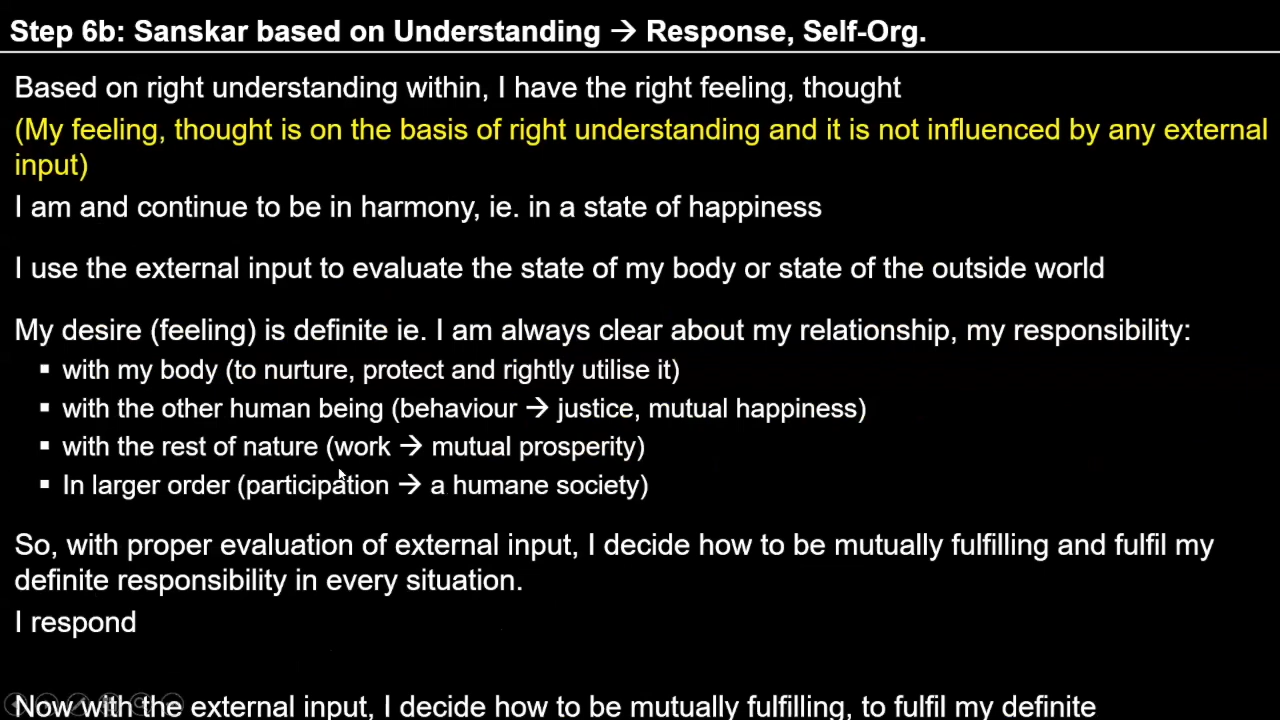 Step 6b: Sanskar based on Understanding → Response, Self-Org.
Based on right understanding within, I have the right feeling, thought
(My feeling, thought is on the basis of right understanding and it is not influenced by any external
input)
I am and continue to be in harmony, ie. in a state of happiness
I use the external input to evaluate the state of my body or state of the outside world
My desire (feeling) is definite ie. I am always clear about my relationship, my responsibility:
▪ with my body (to nurture, protect and rightly utilise it)
▪ with the other human being (behaviour → justice, mutual happiness)
▪ with the rest of nature (work → mutual prosperity)
▪ In larger order (participation → a humane society)
So, with proper evaluation of external input, I decide how to be mutually fulfilling and fulfil my
definite responsibility in every situation.
I respond
Now with the external input, I decide how to be mutually fulfilling, to fulfil my definite